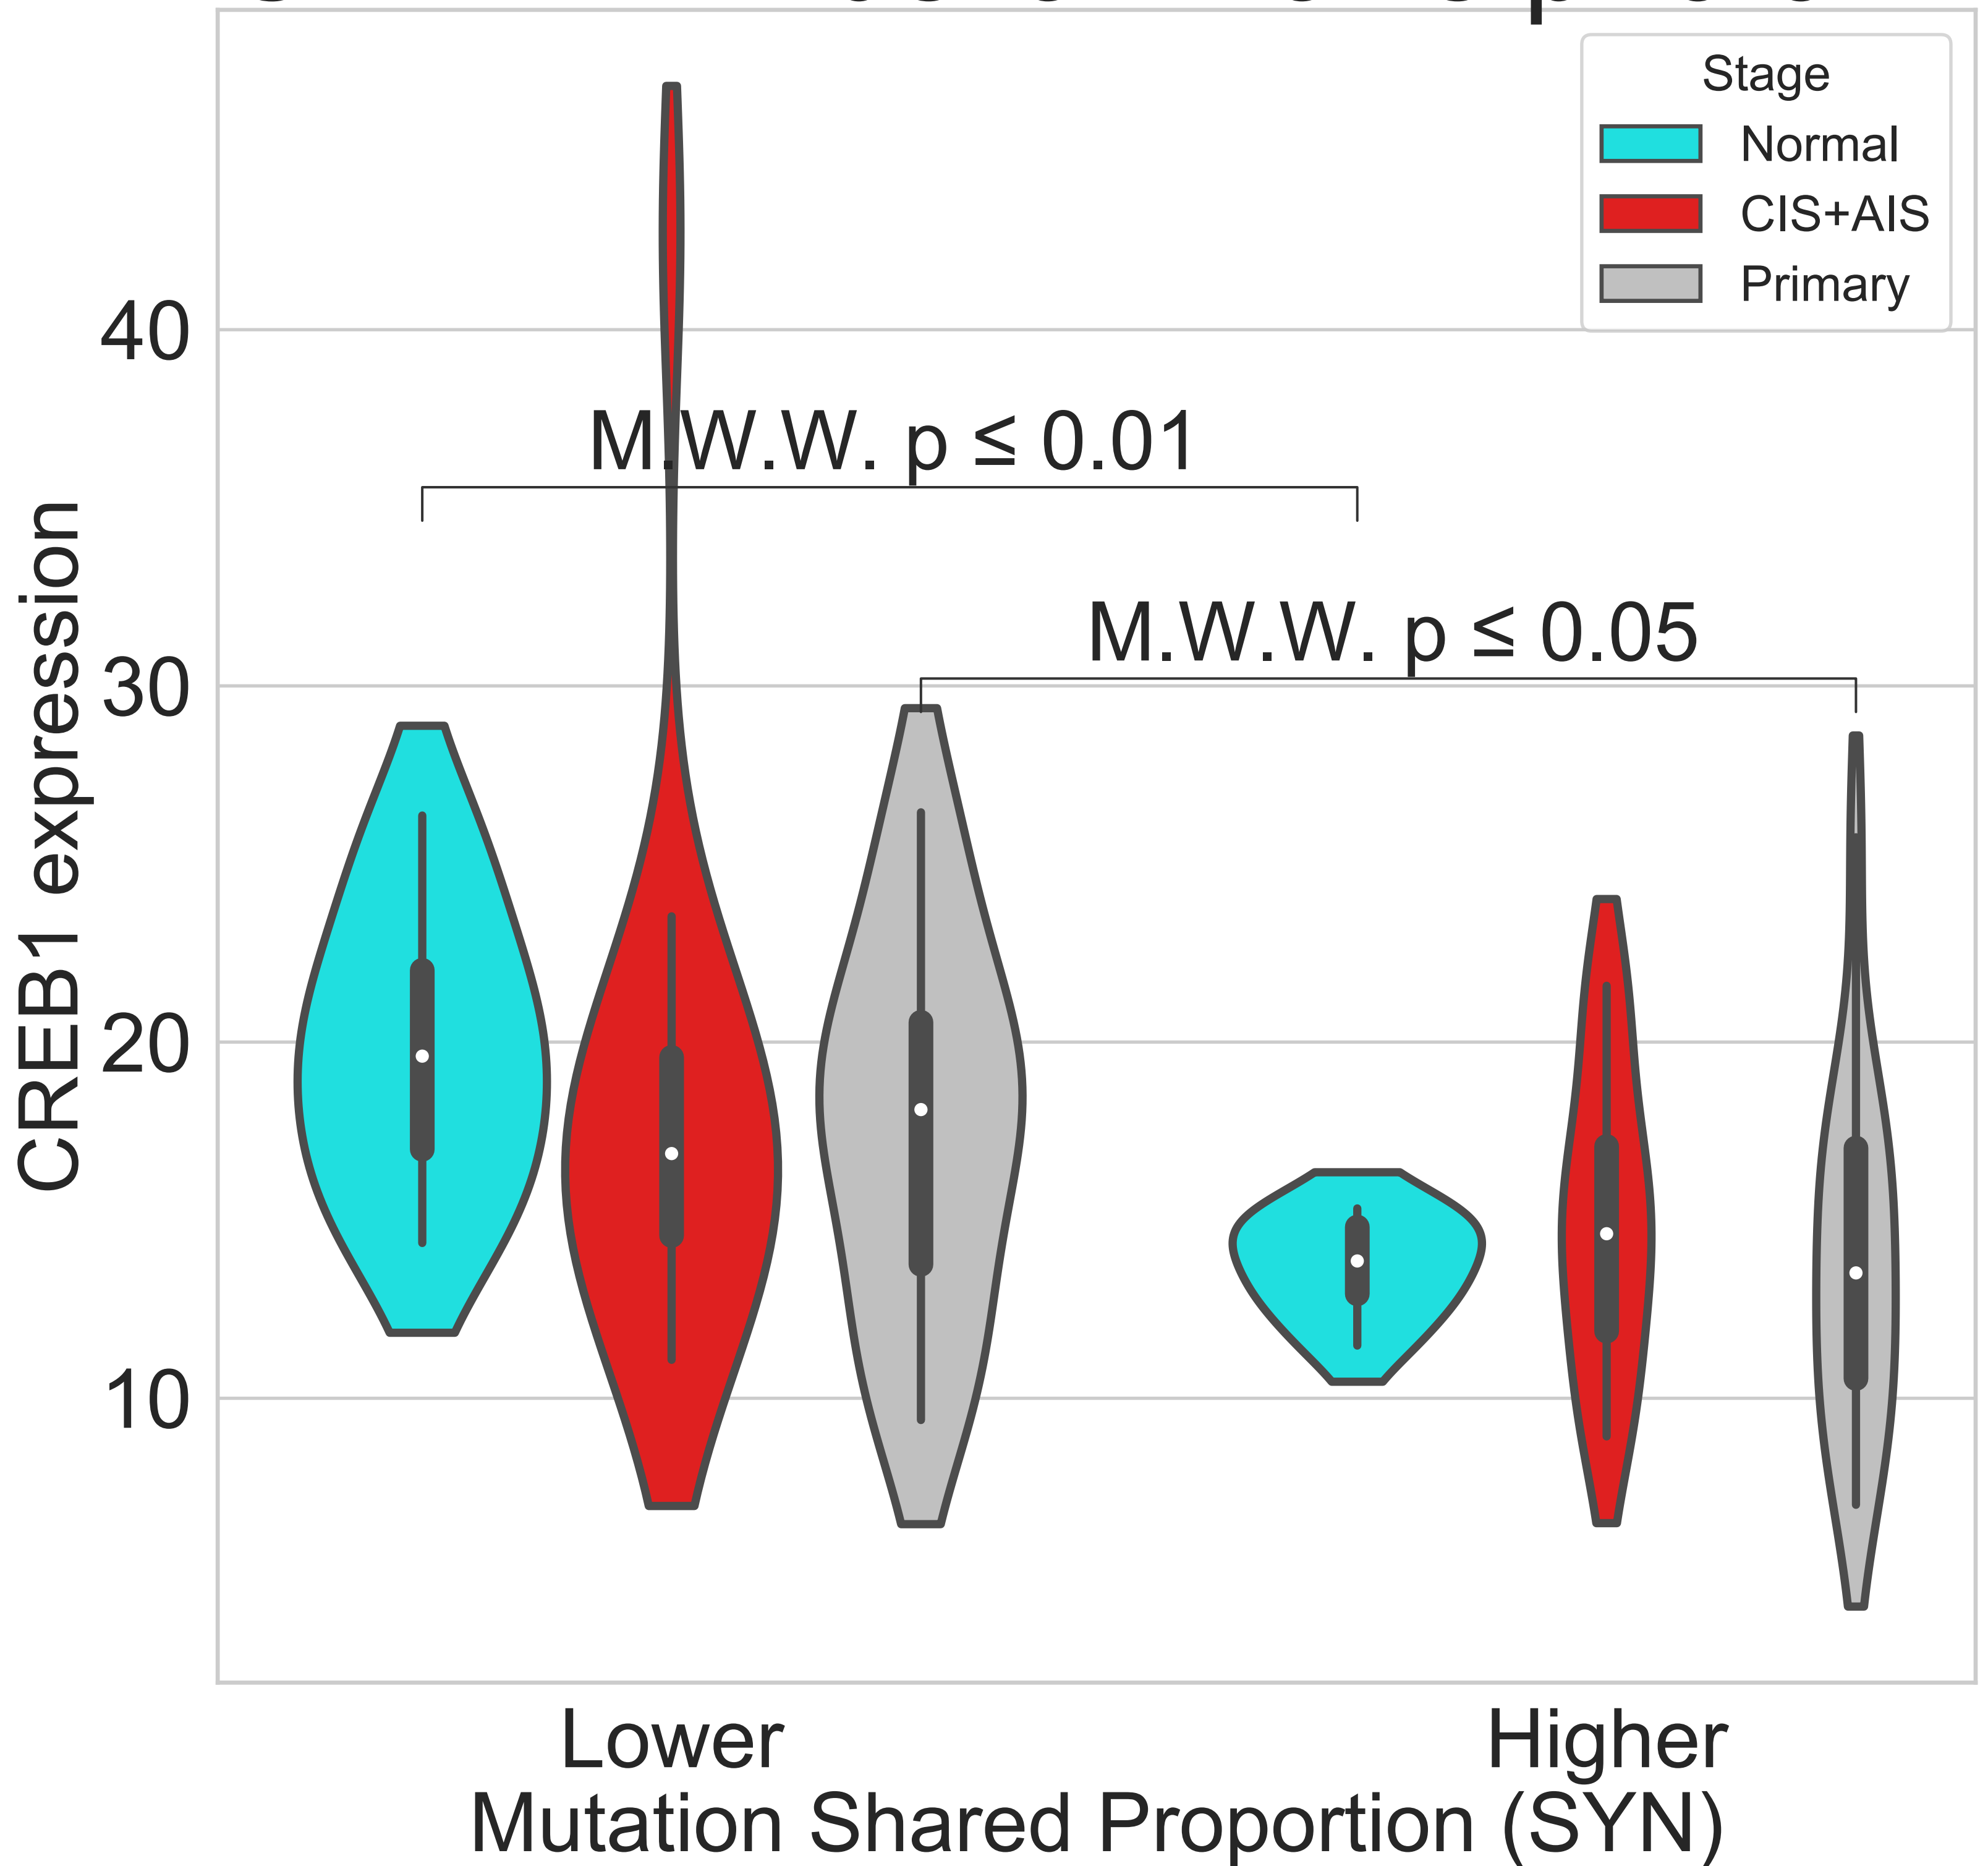 Stage
Normal
CIS+AIS
Primary
40
M.W.W. p ≤ 0.01
M.W.W. p ≤ 0.05
30
20
10
CREB1 expression
Lower
Higher
Mutation Shared Proportion (SYN)